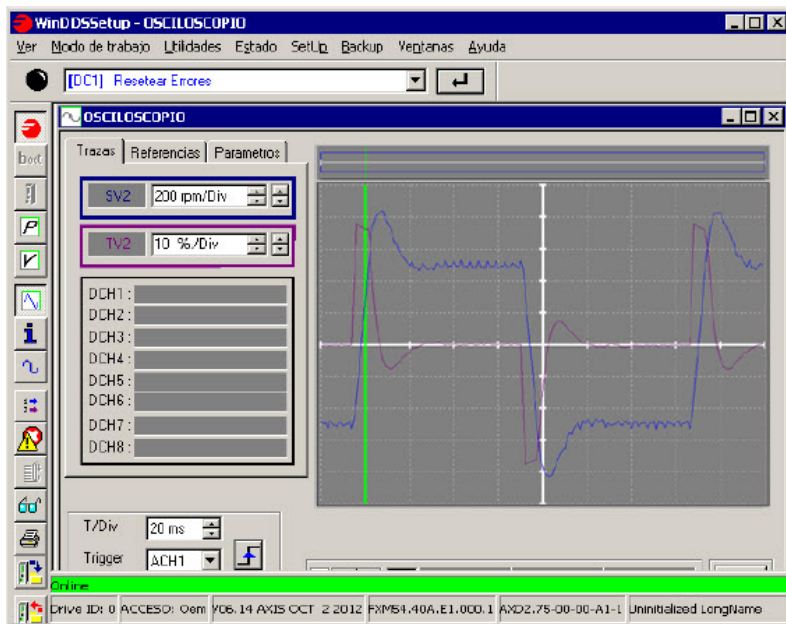 WinDDSSetup - OSCILOSCOPIO
Ver Modo de trabajo Utilidades Estado SetUp Backup Ventanas Ayuda
[DC1] Resetear Errores
OSCILOSCOPIO
Trazas Referencias Parametros
SV2 200 rpm/Div
TV2 10 %/Div
DCH1 :
DCH2 :
DCH3 :
DCH4 :
DCH5 :
DCH6 :
DCH7 :
DCH8 :
T/Div 20 ms
Trigger ACH1
Online
Drive ID: 0 ACCESO: Oem V06.14 AXIS OCT 2 2012 FXM54.40A.E1.000.1 AXD2.75-00-00-A1-1 Uninitialized LongName